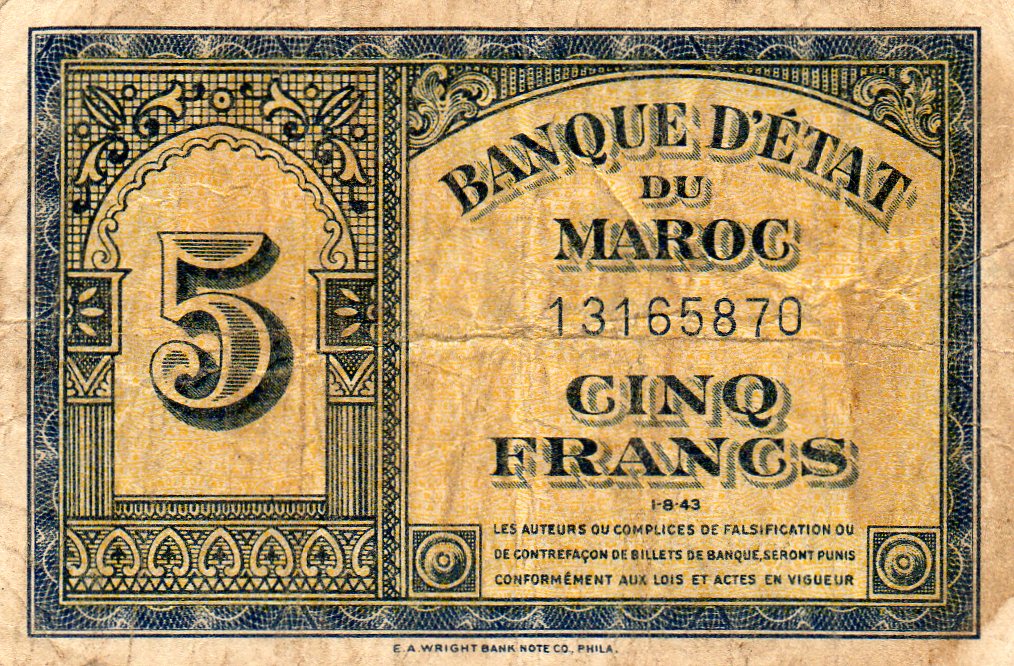 5
BANQUE D'ÉTAT
DU
MAROC
13165870
CINQ
FRANCS
1-8-43
LES AUTEURS OU COMPLICES DE FALSIFICATION OU
DE CONTREFAÇON DE BILLETS DE BANQUE, SERONT PUNIS
CONFORMÉMENT AUX LOIS ET ACTES EN VIGUEUR
E. A. WRIGHT BANK NOTE CO., PHILA.